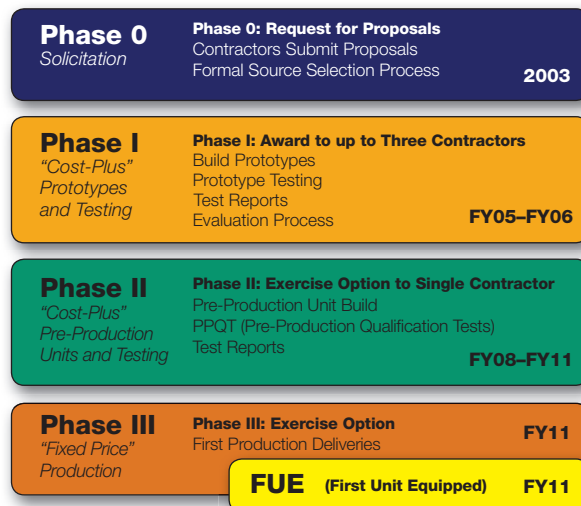 Phase 0
Solicitation
Phase 0: Request for Proposals
Contractors Submit Proposals
Formal Source Selection Process
2003
Phase I
“Cost-Plus”
Prototypes
and Testing
Phase I: Award to up to Three Contractors
Build Prototypes
Prototype Testing
Test Reports
Evaluation Process
FY05–FY06
Phase II
“Cost-Plus”
Pre-Production
Units and Testing
Phase II: Exercise Option to Single Contractor
Pre-Production Unit Build
PPQT (Pre-Production Qualification Tests)
Test Reports
FY08–FY11
Phase III
“Fixed Price”
Production
Phase III: Exercise Option
First Production Deliveries
FY11
FUE (First Unit Equipped) FY11